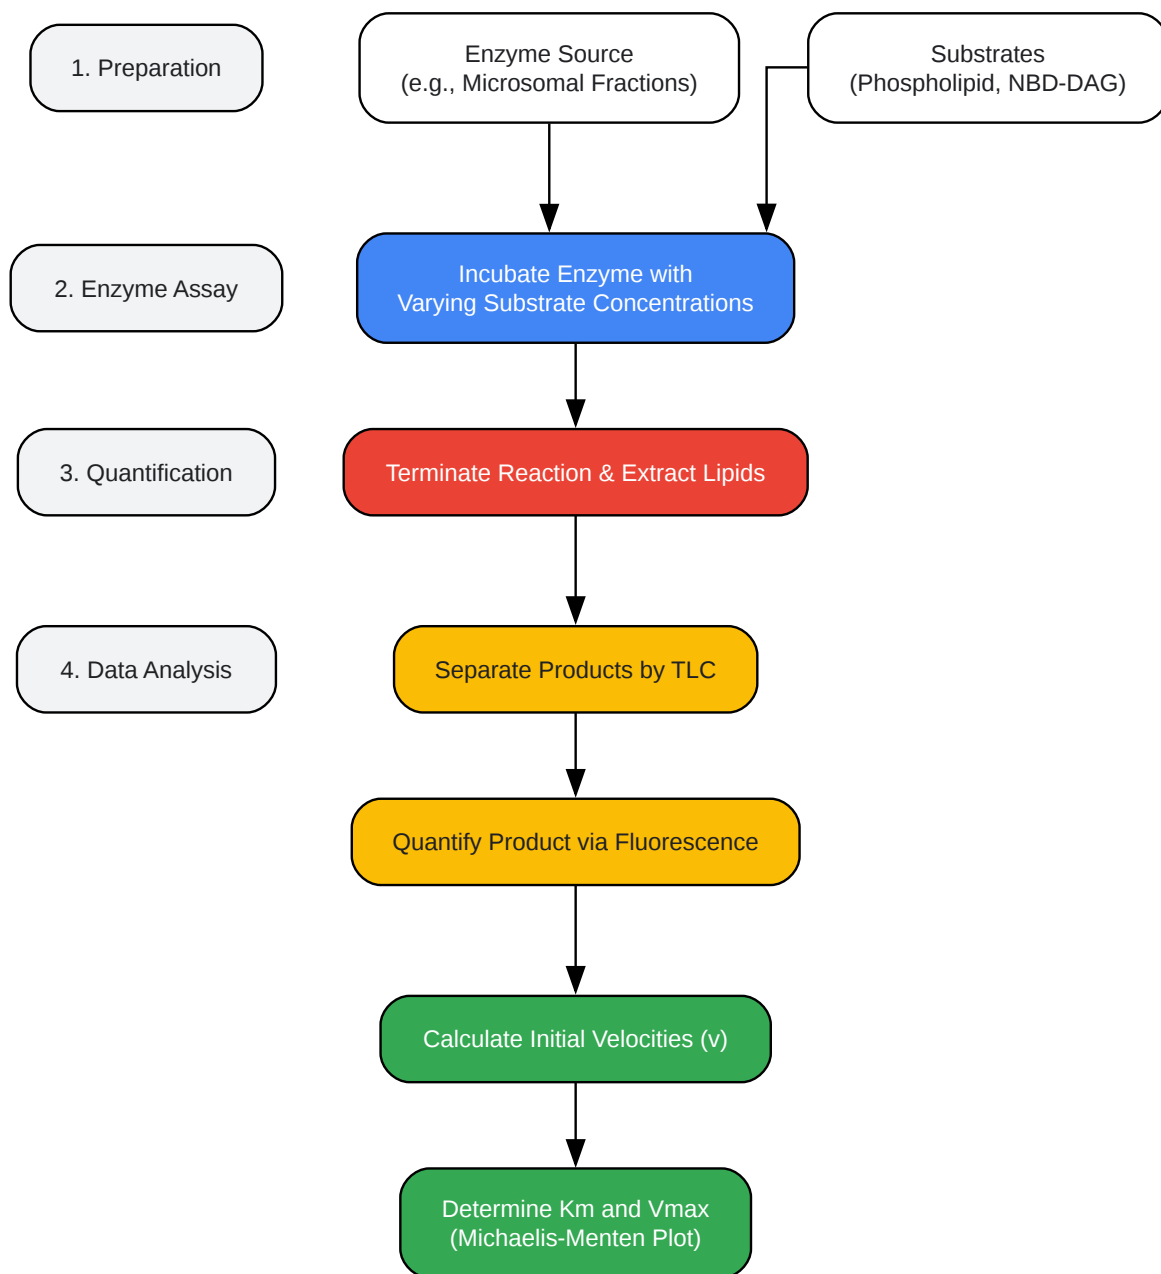 1. Preparation
Enzyme Source
(e.g., Microsomal Fractions)
Substrates
(Phospholipid, NBD-DAG)
2. Enzyme Assay
Incubate Enzyme with
Varying Substrate Concentrations
3. Quantification
Terminate Reaction & Extract Lipids
4. Data Analysis
Separate Products by TLC
Quantify Product via Fluorescence
Calculate Initial Velocities (v)
Determine Km and Vmax
(Michaelis-Menten Plot)